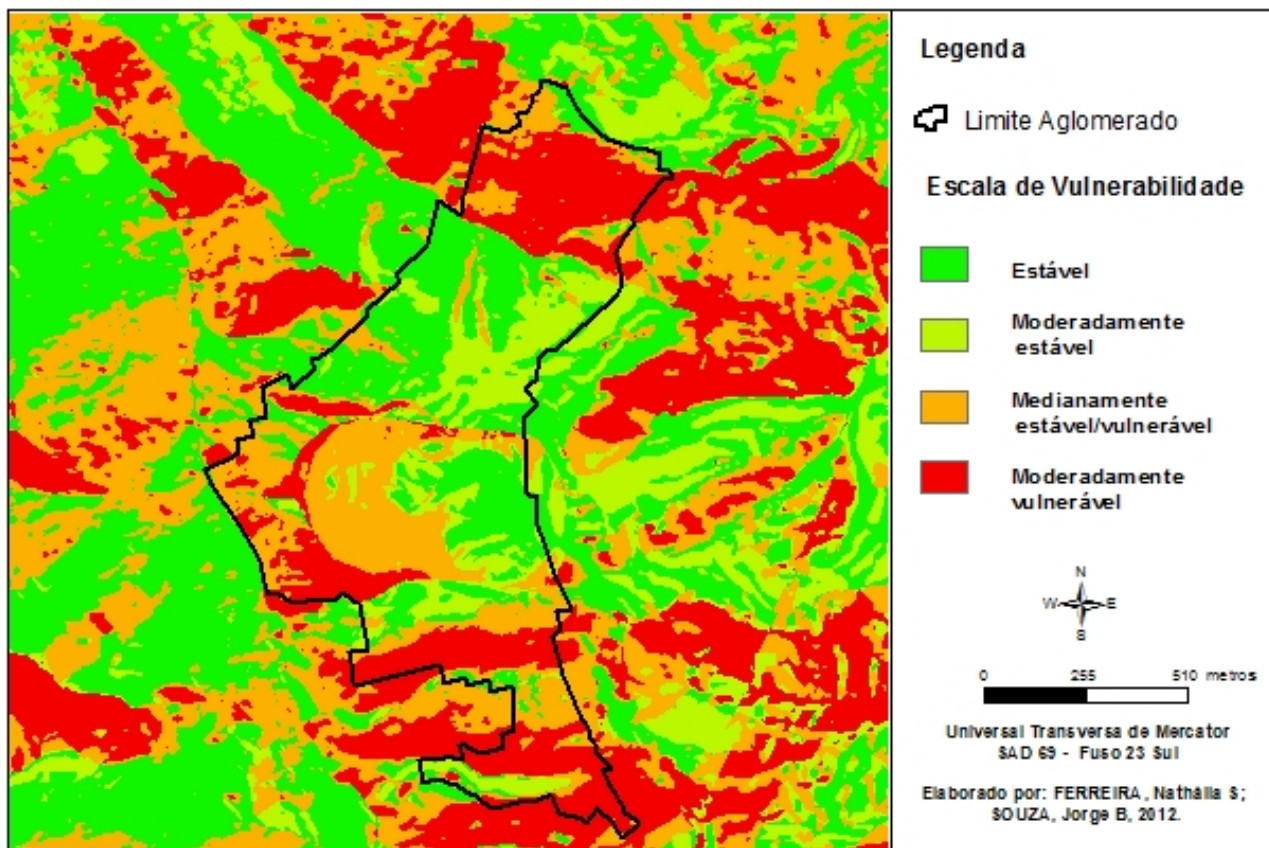 Legenda
Limite Aglomerado
Escala de Vulnerabilidade
Estável
Moderadamente
estável
Medianamente
estável/vulnerável
Moderadamente
vulnerável
N
W E
S
0 255 510 metros
Universal Transversa de Mercator
SAD 69 - Fuso 23 Sul
Elaborado por: FERREIRA, Nathália S;
SOUZA, Jorge B, 2012.